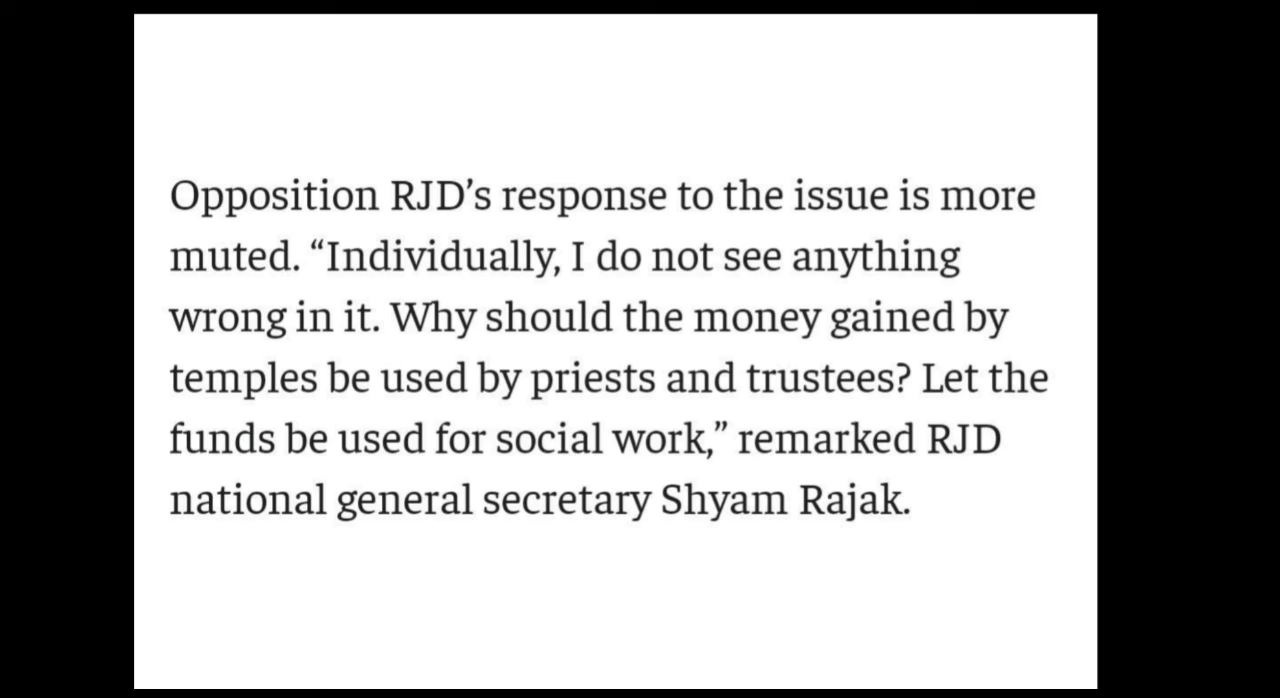 Opposition RJD’s response to the issue is more
muted. “Individually, I do not see anything
wrong in it. Why should the money gained by
temples be used by priests and trustees? Let the
funds be used for social work,” remarked RJD
national general secretary Shyam Rajak.